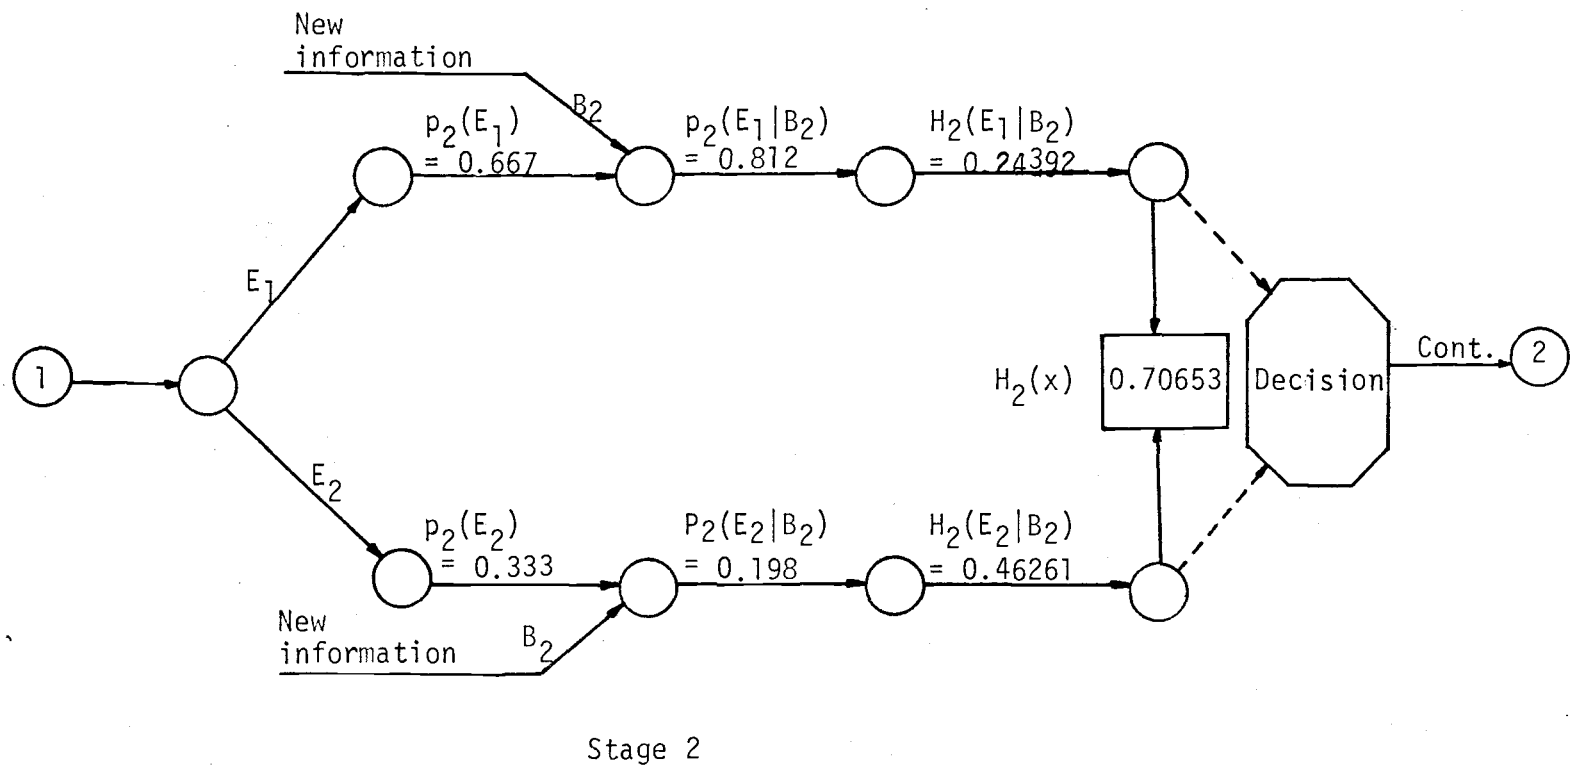 New
information
B2
p2(E1)
= 0.667
p2(E1|B2)
= 0.812
H2(E1|B2)
= 0.24392
E1
1
H2(x)
0.70653
Decision
Cont.
2
E2
p2(E2)
= 0.333
P2(E2|B2)
= 0.198
H2(E2|B2)
= 0.46261
New
information
B2
Stage 2